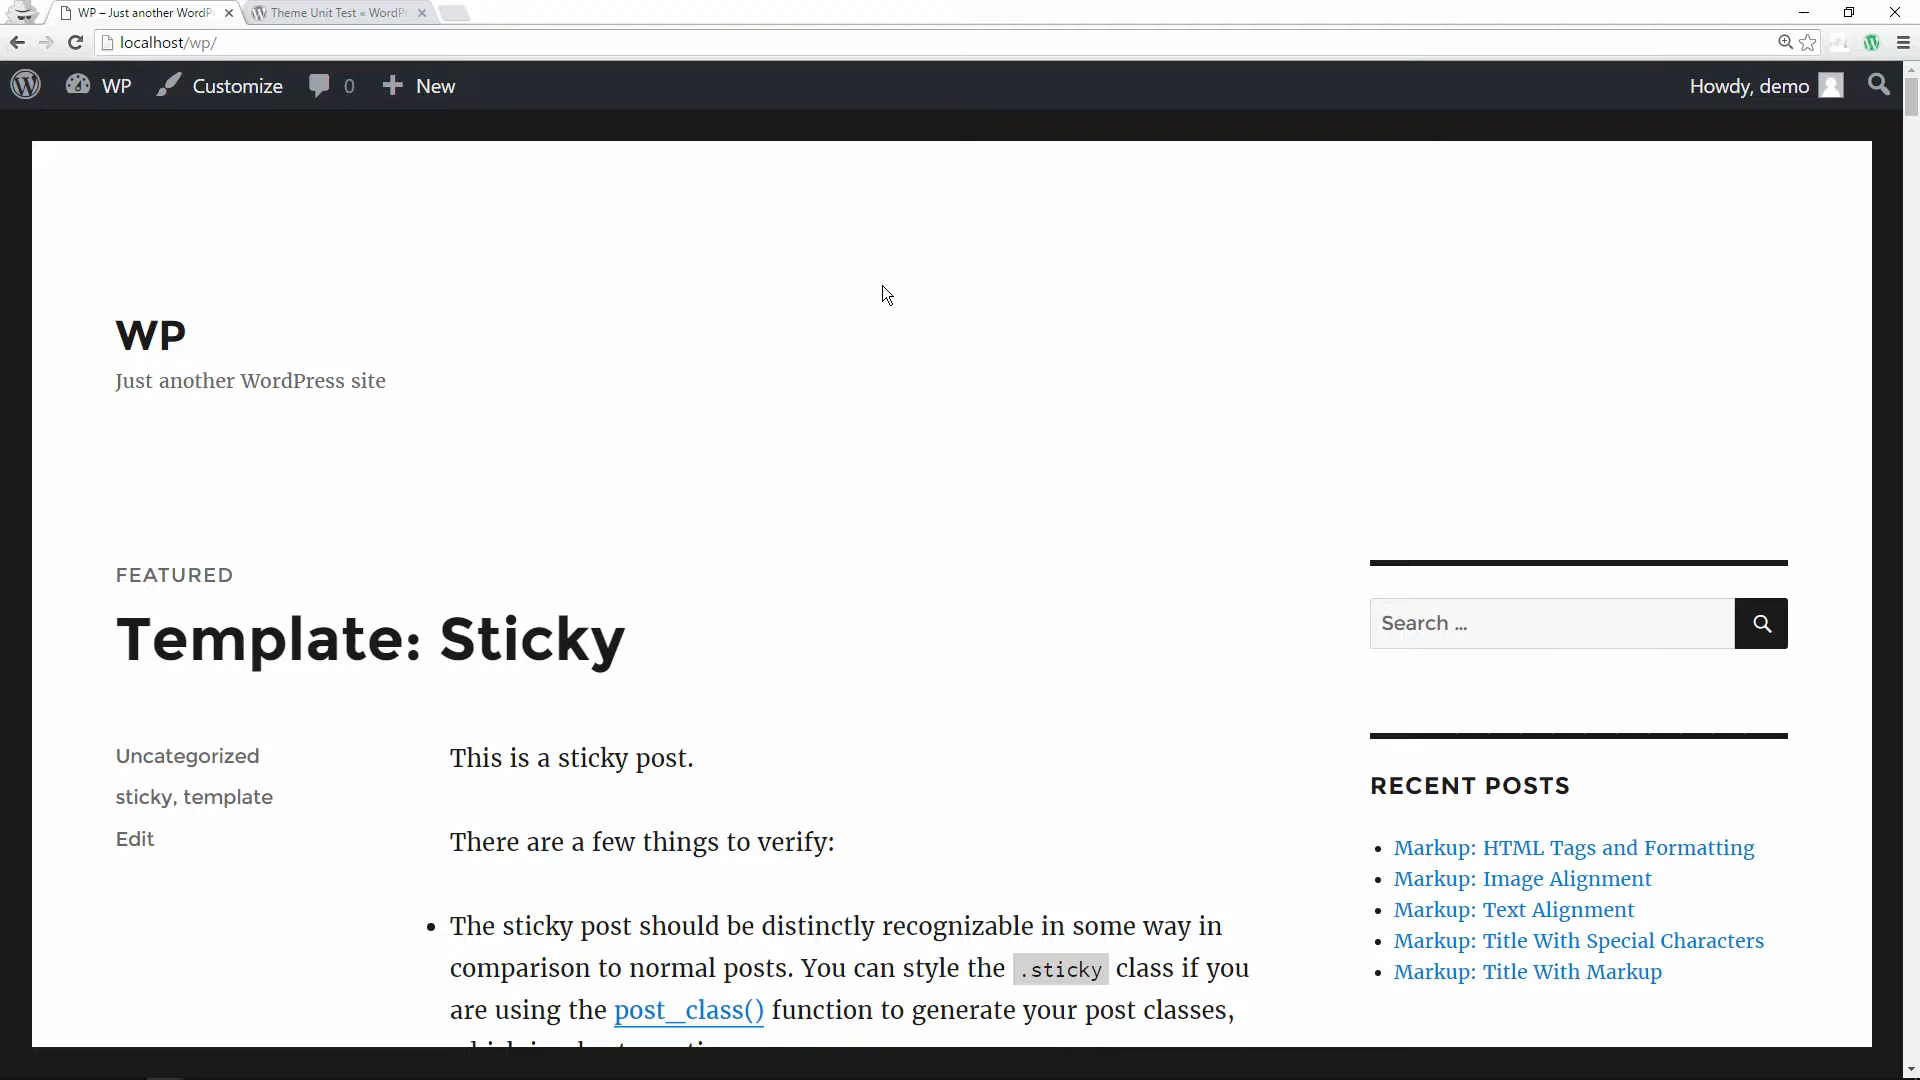 WP – Just another WordP
Theme Unit Test « WordP
localhost/wp/
WP Customize 0 New Howdy, demo
WP
Just another WordPress site
FEATURED
Template: Sticky
Uncategorized
sticky, template
Edit
This is a sticky post.
There are a few things to verify:
The sticky post should be distinctly recognizable in some way in
comparison to normal posts. You can style the .sticky class if you
are using the post_class() function to generate your post classes,
Search ...
RECENT POSTS
Markup: HTML Tags and Formatting
Markup: Image Alignment
Markup: Text Alignment
Markup: Title With Special Characters
Markup: Title With Markup